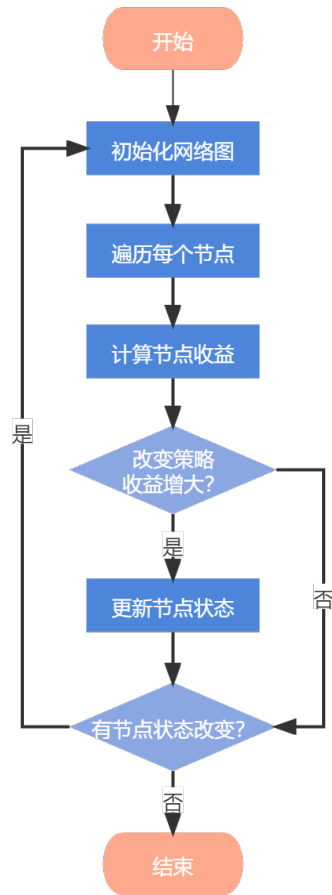 开始
初始化网络图
遍历每个节点
计算节点收益
是
改变策略
收益增大?
是
否
更新节点状态
有节点状态改变?
否
结束